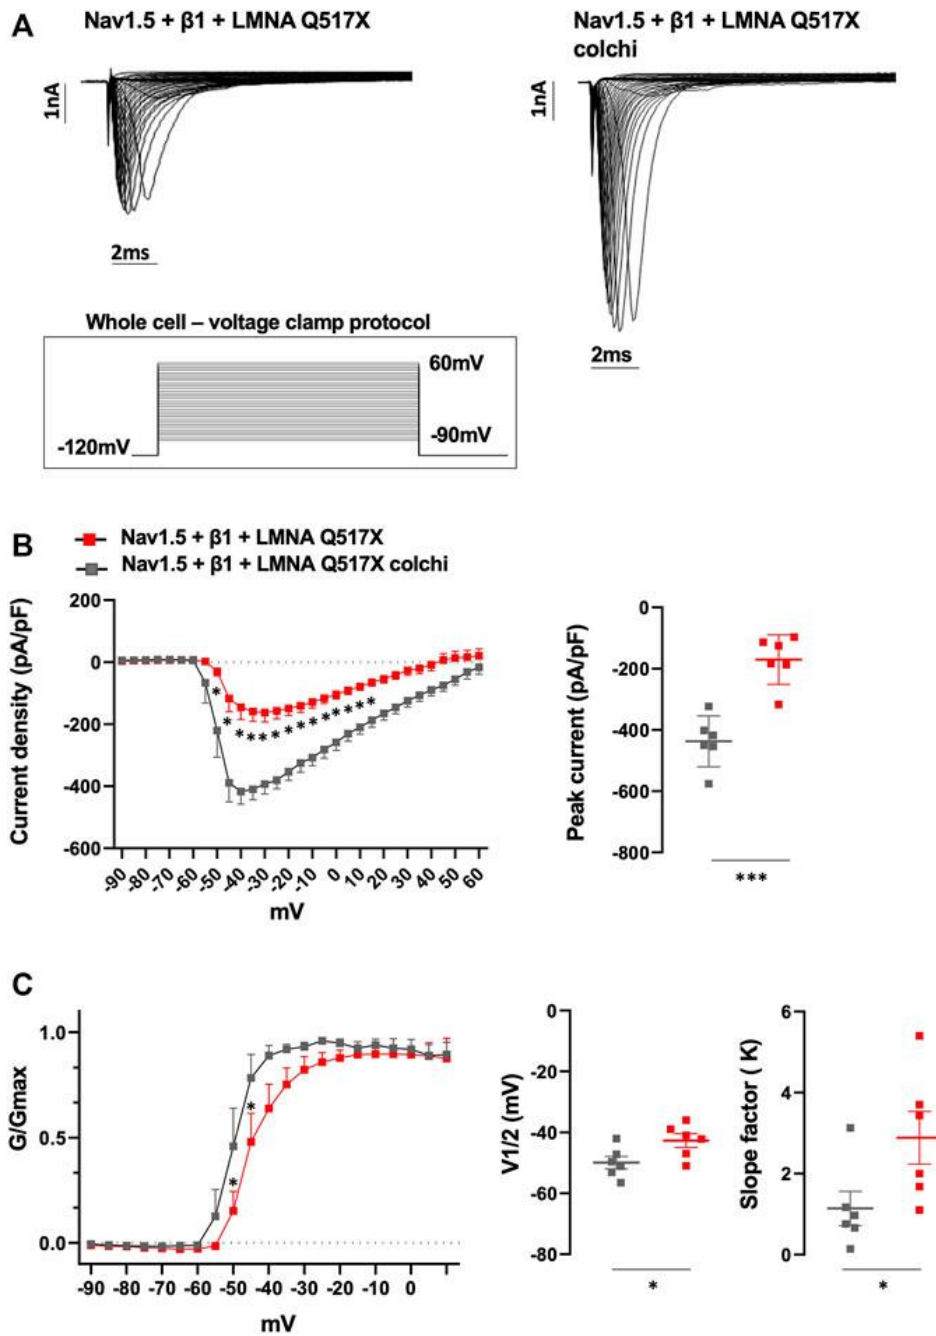 A
Nav1.5 + β1 + LMNA Q517X
Nav1.5 + β1 + LMNA Q517X
colchi
1nA
1nA
2ms
2ms
Whole cell – voltage clamp protocol
60mV
-90mV
-120mV
B
Nav1.5 + β1 + LMNA Q517X
Nav1.5 + β1 + LMNA Q517X colchi
Current density (pA/pF)
200
0
-200
-400
-600
* * * * * * * * * * * * * *
-90 -80 -70 -60 -50 -40 -30 -20 -10 0 10 20 30 40 50 60
mV
Peak current (pA/pF)
0
-200
-400
-600
-800
***
C
G/Gmax
1.0
0.5
0.0
*
*
-90 -80 -70 -60 -50 -40 -30 -20 -10 0
mV
V1/2 (mV)
0
-20
-40
-60
-80
*
Slope factor ( K)
6
4
2
0
*